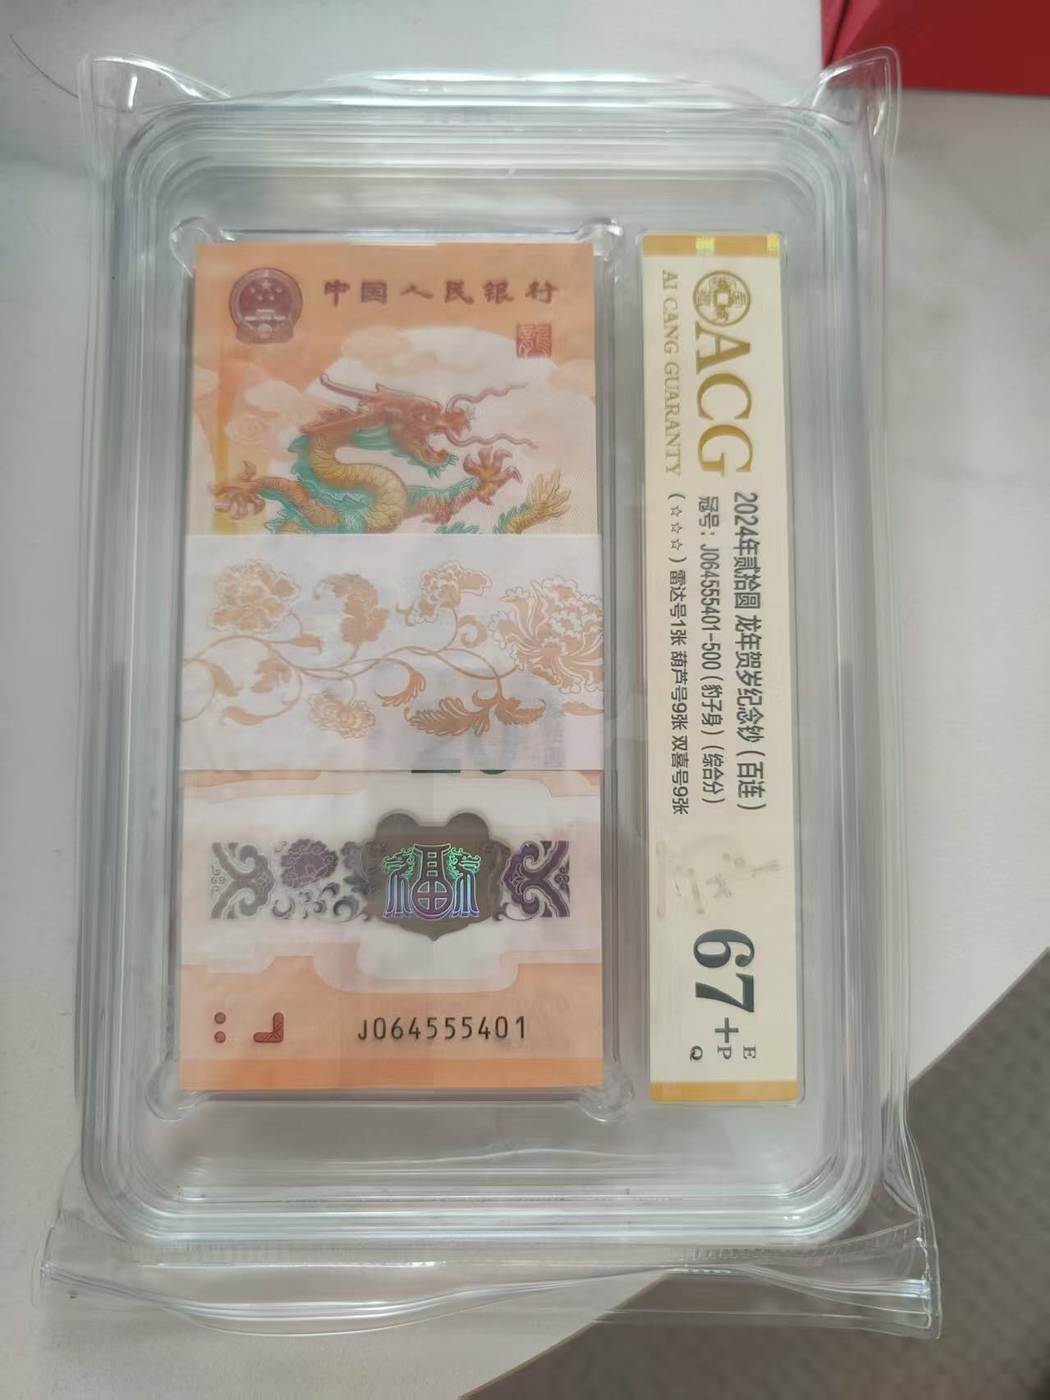 中国人民银行
福
J064555401
ACG
AI CANG GUARANTY
2024年贰拾圆 龙年贺岁纪念钞（百连）
冠号：J064555401-500（豹子身）（综合分）
（☆☆☆）雷达号1张 葫芦号9张 双喜号9张
67+
E
P
Q